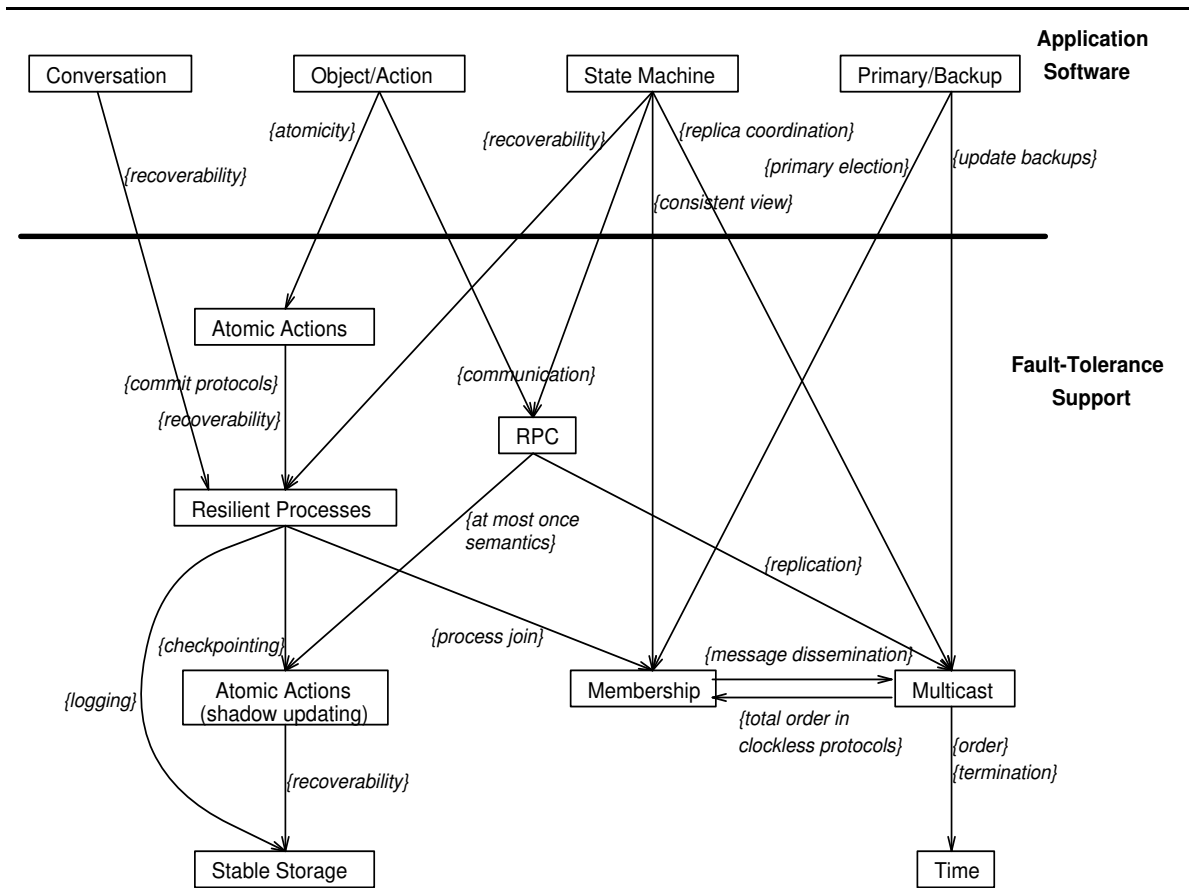 Application
Software
Conversation
Object/Action
State Machine
Primary/Backup
{atomicity}
{recoverability}
{replica coordination}
{recoverability}
{primary election}
{update backups}
{consistent view}
Atomic Actions
Fault-Tolerance
Support
{commit protocols}
{recoverability}
{communication}
RPC
Resilient Processes
{at most once
semantics}
{replication}
{checkpointing}
{process join}
{message dissemination}
{logging}
Atomic Actions
(shadow updating)
Membership
Multicast
{total order in
clockless protocols}
{order}
{termination}
{recoverability}
Stable Storage
Time